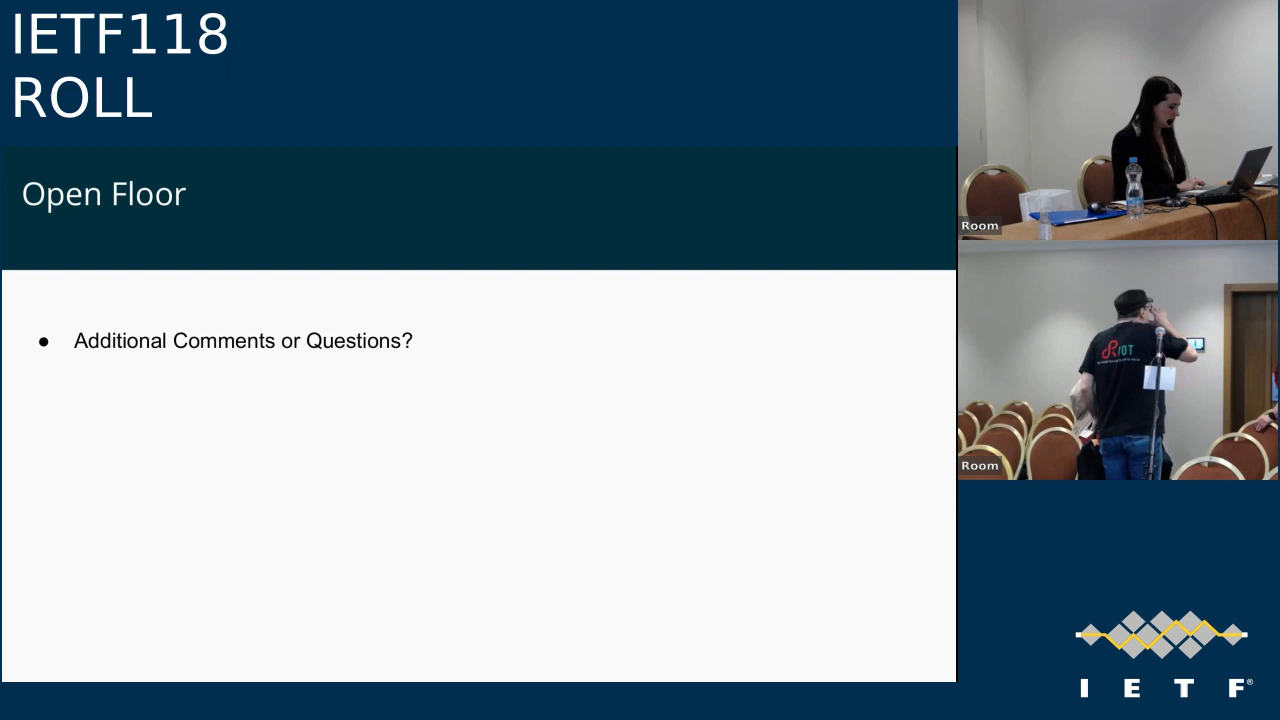 IETF118
ROLL
Open Floor
● Additional Comments or Questions?
Room
RIOT
Room
I E T F®